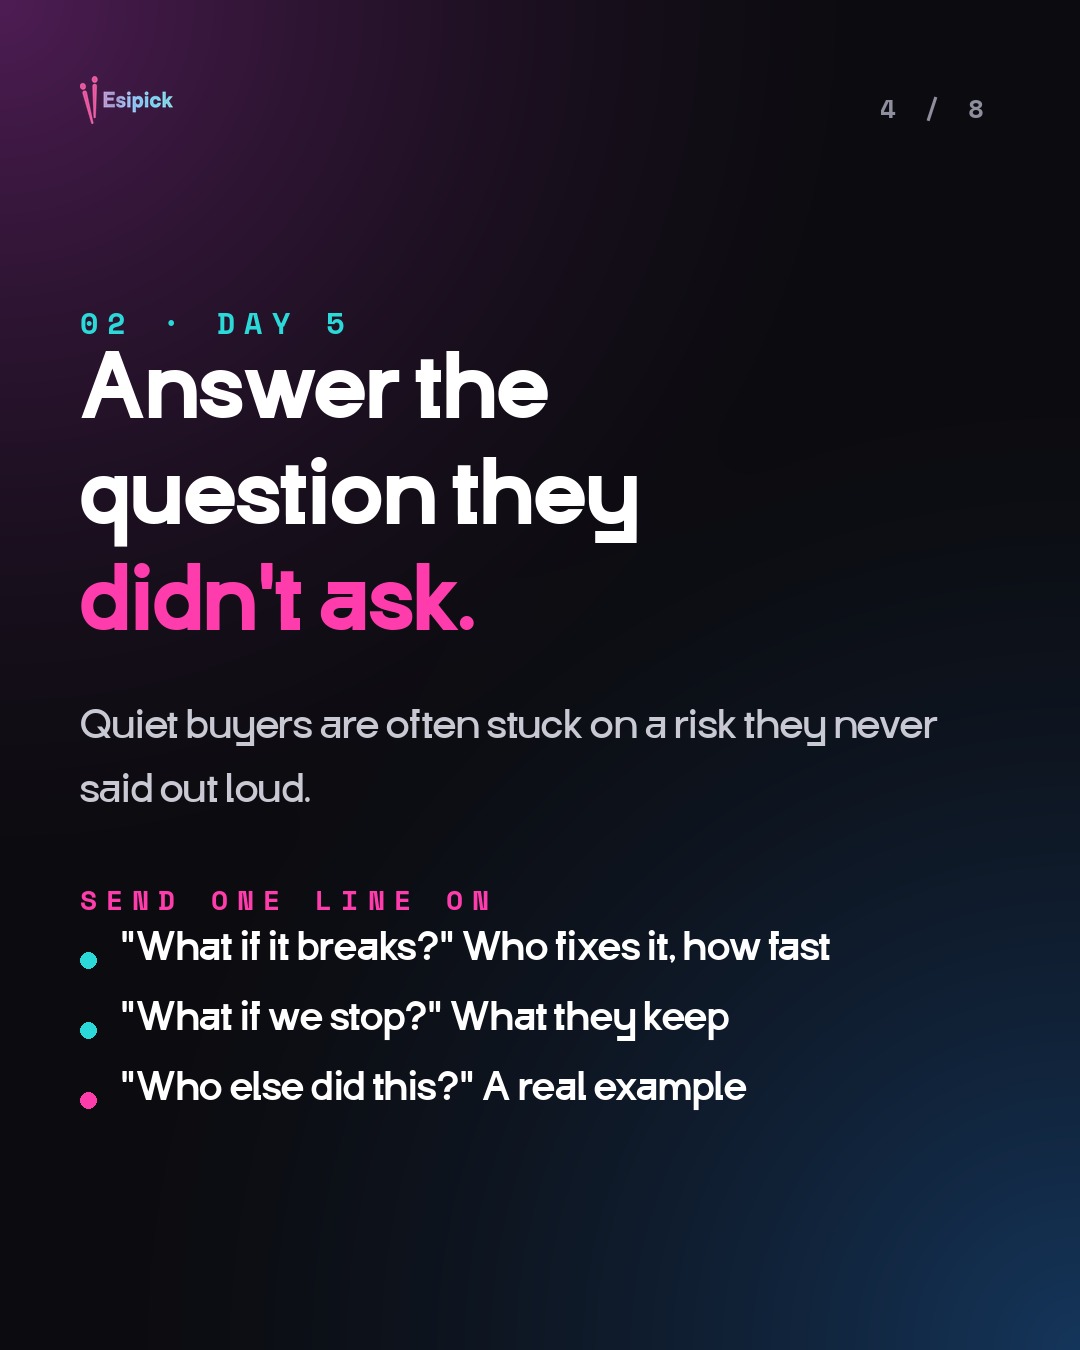 Esipick
4 / 8
02 · DAY 5
Answer the
question they
didn't ask.
Quiet buyers are often stuck on a risk they never
said out loud.
SEND ONE LINE ON
"What if it breaks?" Who fixes it, how fast
"What if we stop?" What they keep
"Who else did this?" A real example